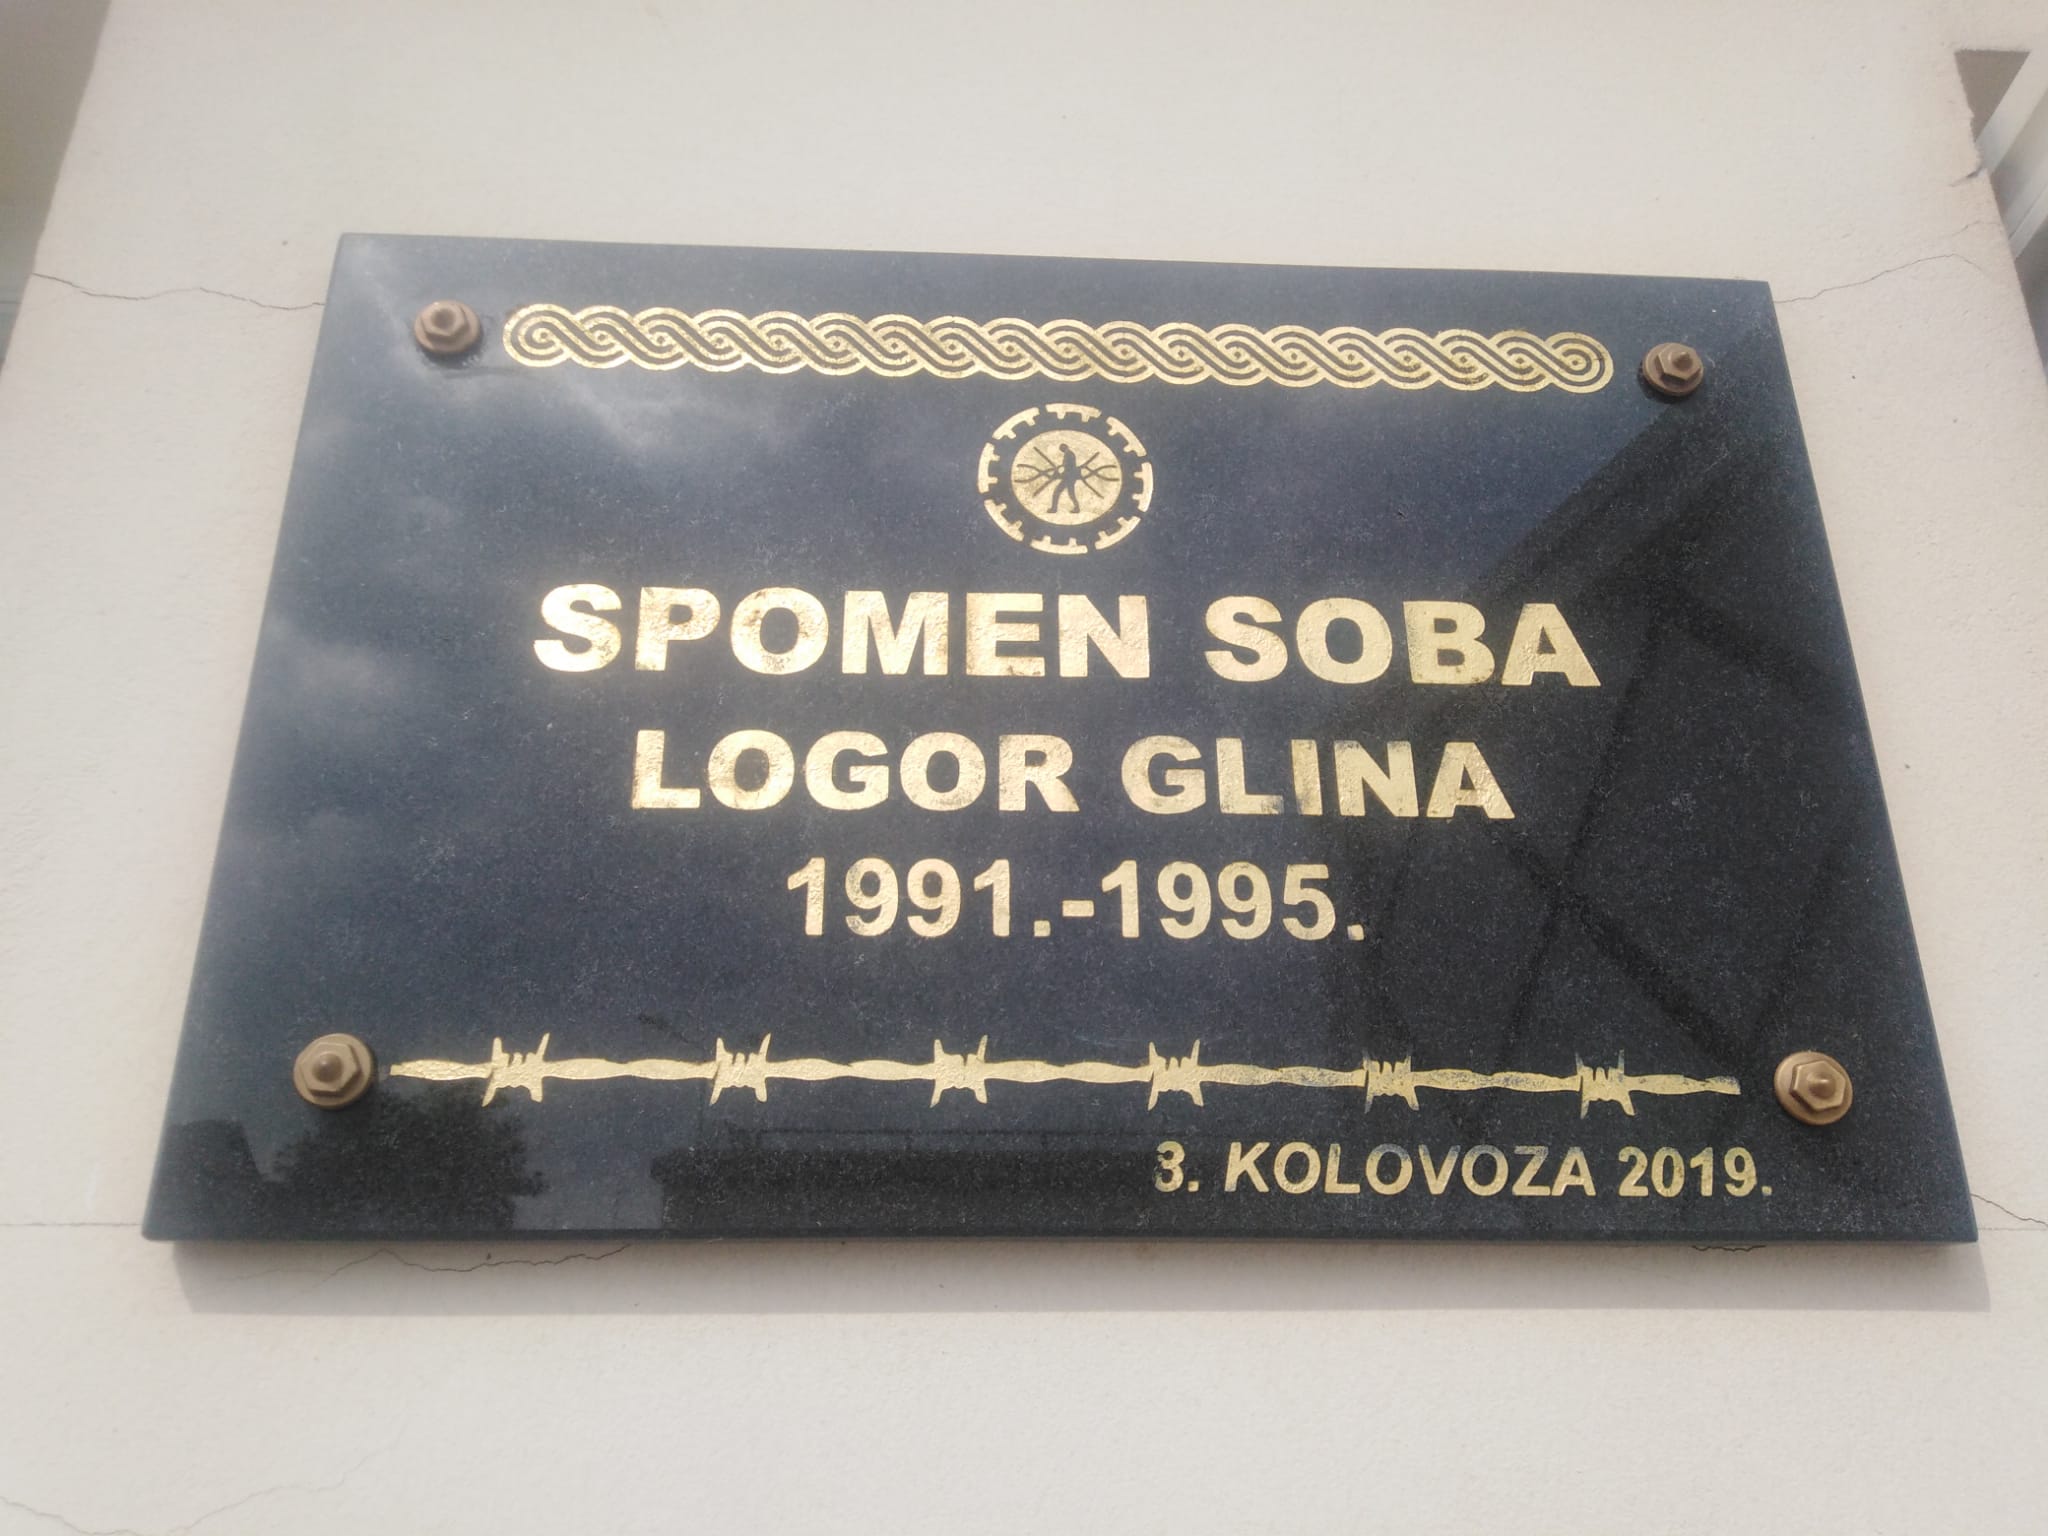 SPOMEN SOBA
LOGOR GLINA
1991.-1995.
3. KOLOVOZA 2019.